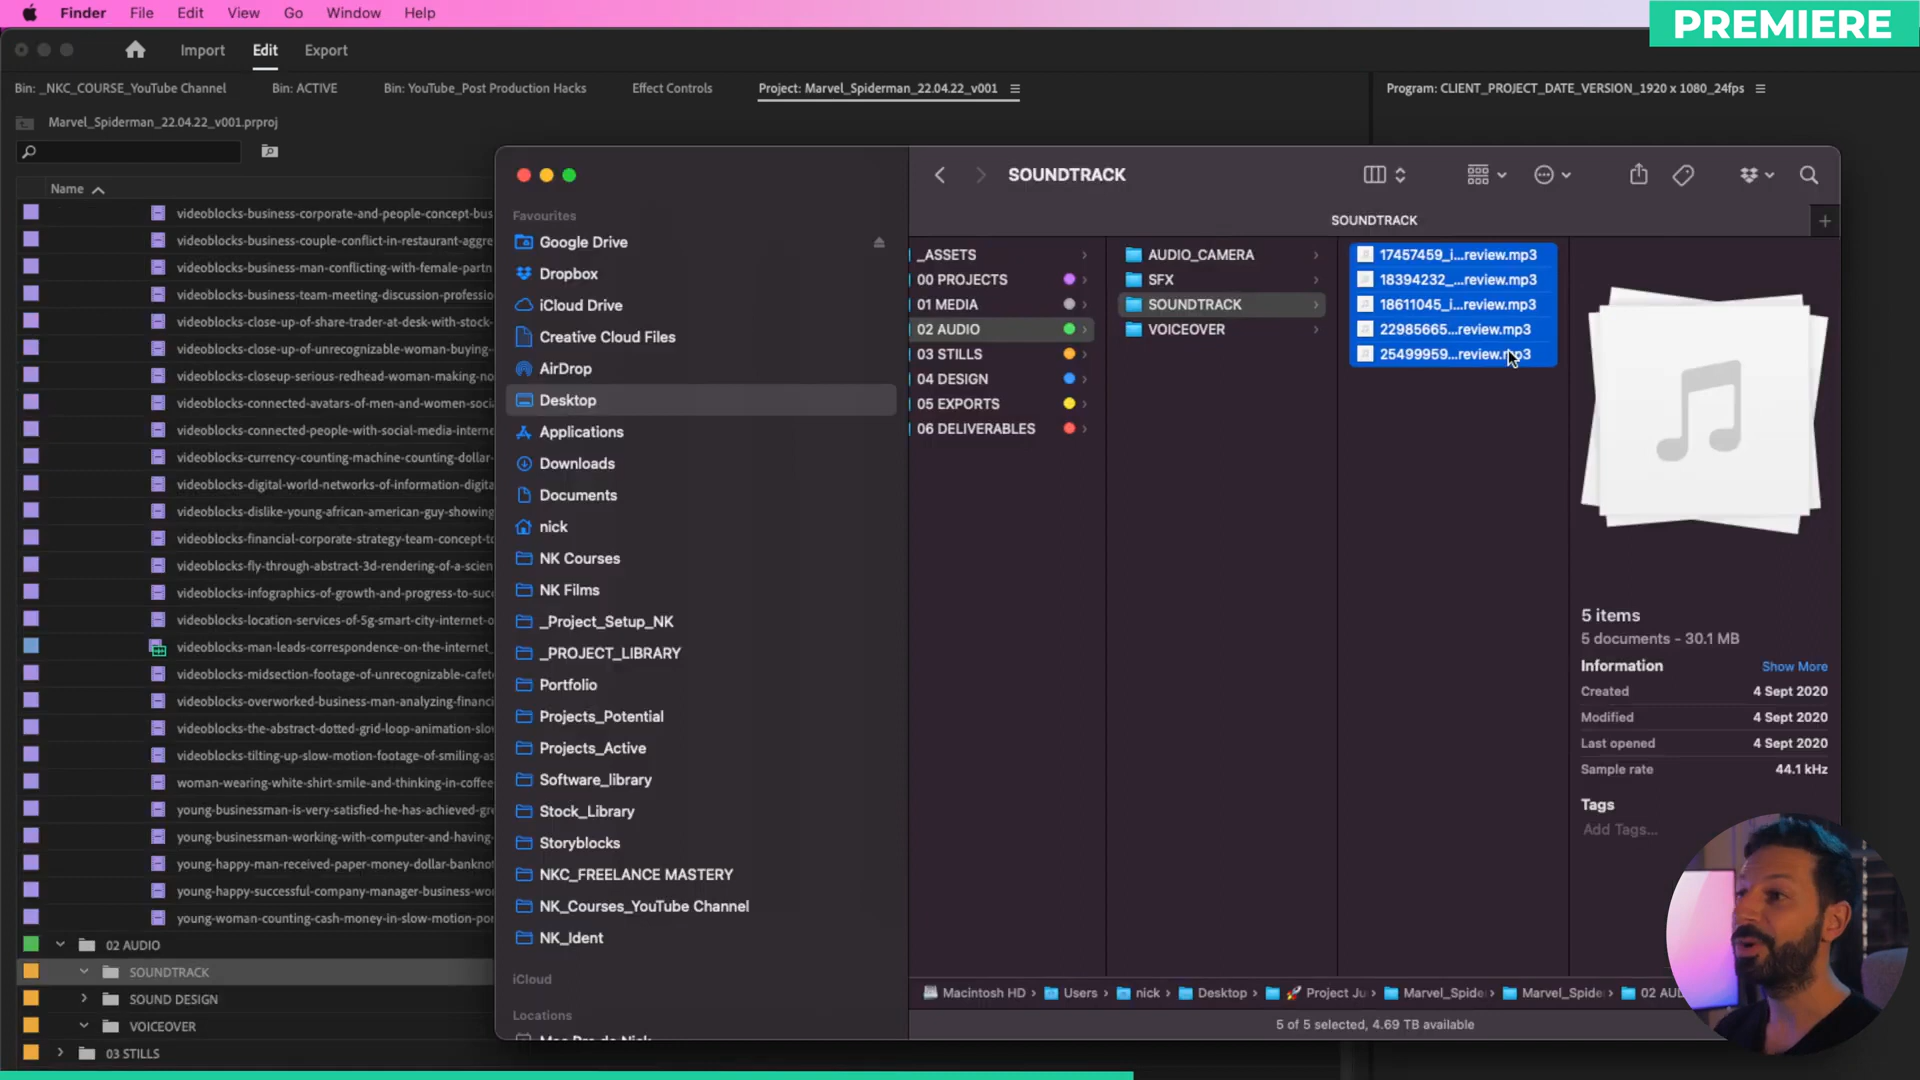 Finder File Edit View Go Window Help
PREMIERE
Import Edit Export
Bin: _NKC_COURSE_YouTube Channel Bin: ACTIVE Bin: YouTube_Post Production Hacks Effect Controls Project: Marvel_Spiderman_22.04.22_v001 Program: CLIENT_PROJECT_DATE_VERSION_1920 x 1080_24fps
Marvel_Spiderman_22.04.22_v001.prproj
Name
videoblocks-business-corporate-and-people-concept-bus
videoblocks-business-couple-conflict-in-restaurant-aggre
videoblocks-business-man-conflicting-with-female-partn
videoblocks-business-team-meeting-discussion-professio
videoblocks-close-up-of-share-trader-at-desk-with-stock-
videoblocks-close-up-of-unrecognizable-woman-buying-
videoblocks-closeup-serious-redhead-woman-making-no
videoblocks-connected-avatars-of-men-and-women-soci
videoblocks-connected-people-with-social-media-interne
videoblocks-currency-counting-machine-counting-dollar-
videoblocks-digital-world-networks-of-information-digita
videoblocks-dislike-young-african-american-guy-showing
videoblocks-financial-corporate-strategy-team-concept-to
videoblocks-fly-through-abstract-3d-rendering-of-a-scien
videoblocks-infographics-of-growth-and-progress-to-succ
videoblocks-location-services-of-5g-smart-city-internet-o
videoblocks-man-leads-correspondence-on-the-internet_
videoblocks-midsection-footage-of-unrecognizable-cafet
videoblocks-overworked-business-man-analyzing-financi
videoblocks-the-abstract-dotted-grid-loop-animation-slo
videoblocks-tilting-up-slow-motion-footage-of-smiling-as
woman-wearing-white-shirt-smile-and-thinking-in-coffee
young-businessman-is-very-satisfied-he-has-achieved-gr
young-businessman-working-with-computer-and-having-
young-happy-man-received-paper-money-dollar-banknot
young-happy-successful-company-manager-business-wor
young-woman-counting-cash-money-in-slow-motion-por
02 AUDIO
SOUNDTRACK
SOUND DESIGN
VOICEOVER
03 STILLS
Favourites
Google Drive
Dropbox
iCloud Drive
Creative Cloud Files
AirDrop
Desktop
Applications
Downloads
Documents
nick
NK Courses
NK Films
_Project_Setup_NK
_PROJECT_LIBRARY
Portfolio
Projects_Potential
Projects_Active
Software_library
Stock_Library
Storyblocks
NKC_FREELANCE MASTERY
NK_Courses_YouTube Channel
NK_Ident
iCloud
Locations
SOUNDTRACK
SOUNDTRACK
_ASSETS
00 PROJECTS
01 MEDIA
02 AUDIO
03 STILLS
04 DESIGN
05 EXPORTS
06 DELIVERABLES
AUDIO_CAMERA
SFX
SOUNDTRACK
VOICEOVER
17457459_i...review.mp3
18394232_...review.mp3
18611045_i...review.mp3
22985665...review.mp3
25499959...review.mp3
5 items
5 documents - 30.1 MB
Information Show More
Created 4 Sept 2020
Modified 4 Sept 2020
Last opened 4 Sept 2020
Sample rate 44.1 kHz
Tags
Add Tags...
Macintosh HD Users nick Desktop Project Ju Marvel_Spide Marvel_Spide 02 AU
5 of 5 selected, 4.69 TB available